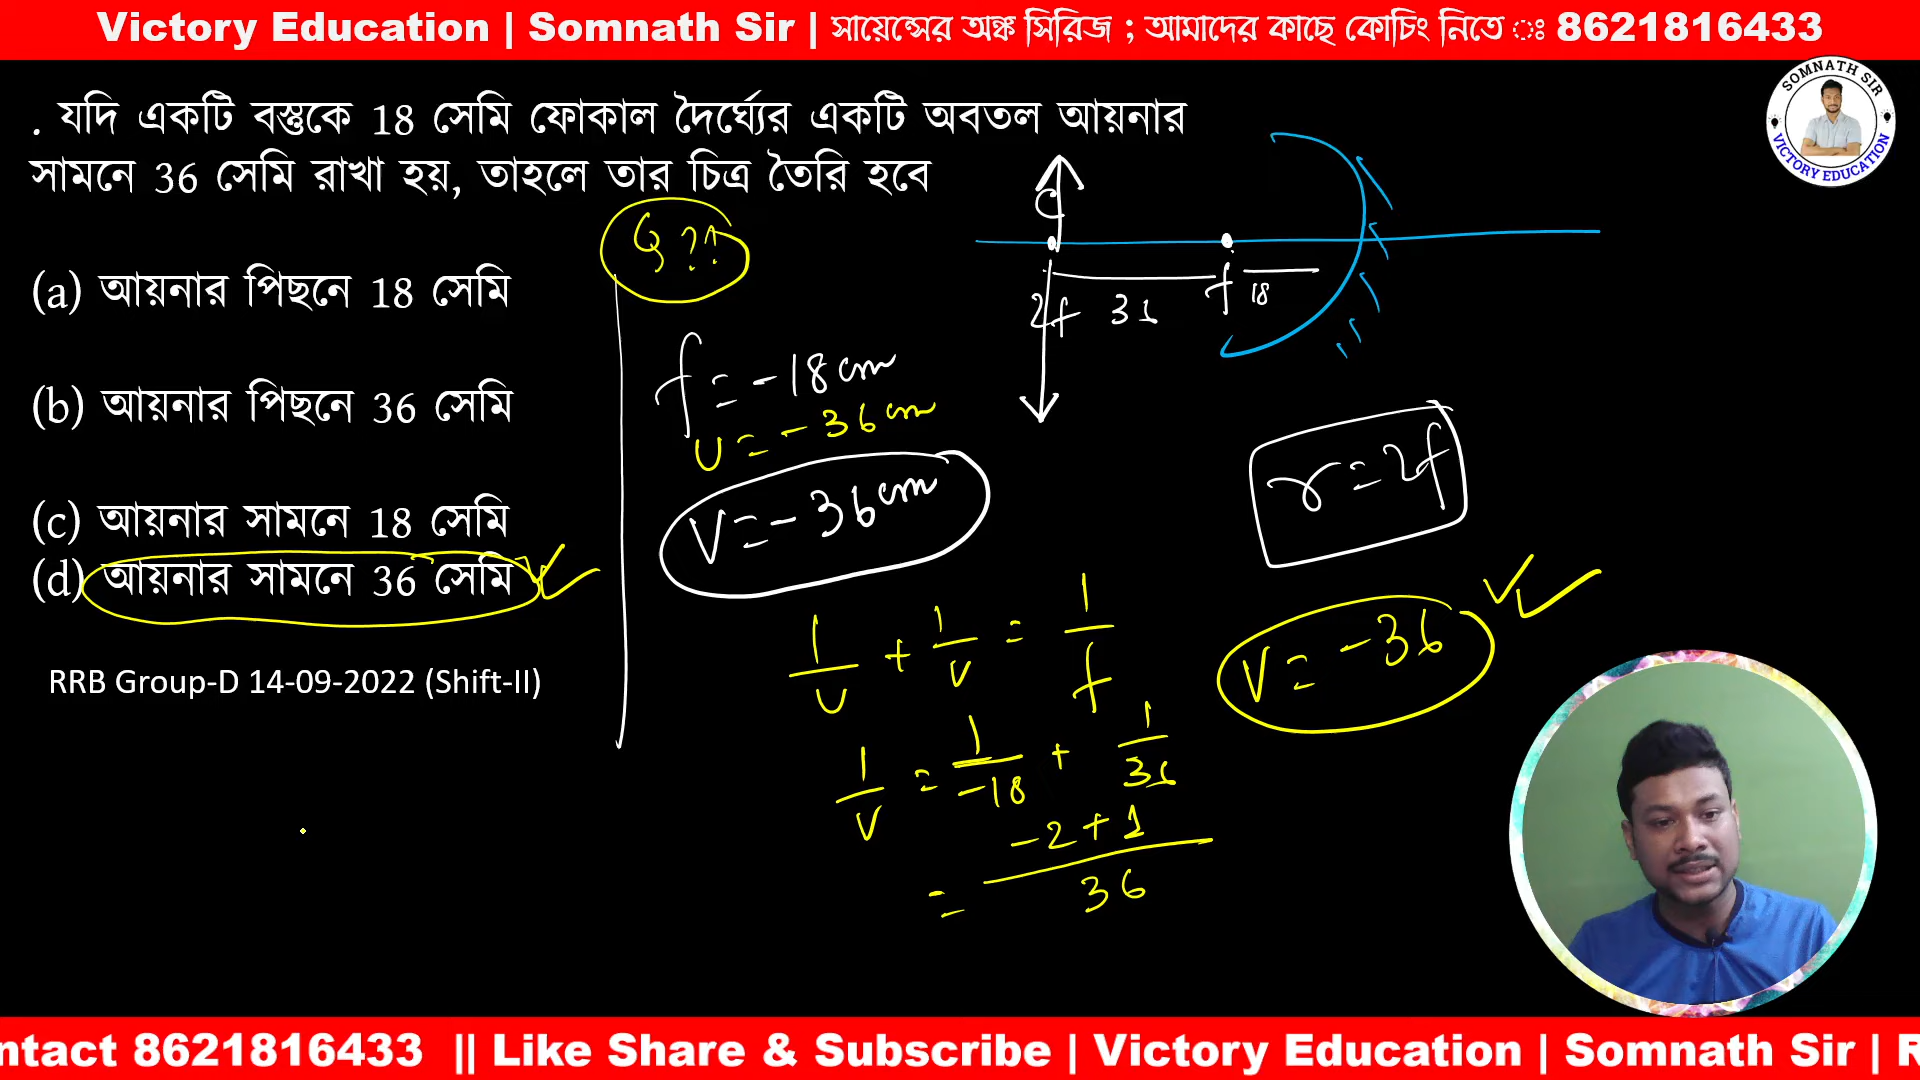 Victory Education | Somnath Sir | সায়েন্সের অঙ্ক সিরিজ ; আমাদের কাছে কোচিং নিতে ঃ 8621816433
SOMNATH SIR
VICTORY EDUCATION
. যদি একটি বস্তুকে 18 সেমি ফোকাল দৈর্ঘ্যের একটি অবতল আয়নার
সামনে 36 সেমি রাখা হয়, তাহলে তার চিত্র তৈরি হবে
(a) আয়নার পিছনে 18 সেমি
(b) আয়নার পিছনে 36 সেমি
(c) আয়নার সামনে 18 সেমি
(d) আয়নার সামনে 36 সেমি
RRB Group-D 14-09-2022 (Shift-II)
C
2f 36 f 18
f = -18 cm
u = -36 cm
v = -36 cm
r = 2f
1/u + 1/v = 1/f
v = -36
1/v = 1/-18 + 1/36
= -2+1/36
ntact 8621816433 || Like Share & Subscribe | Victory Education | Somnath Sir | R